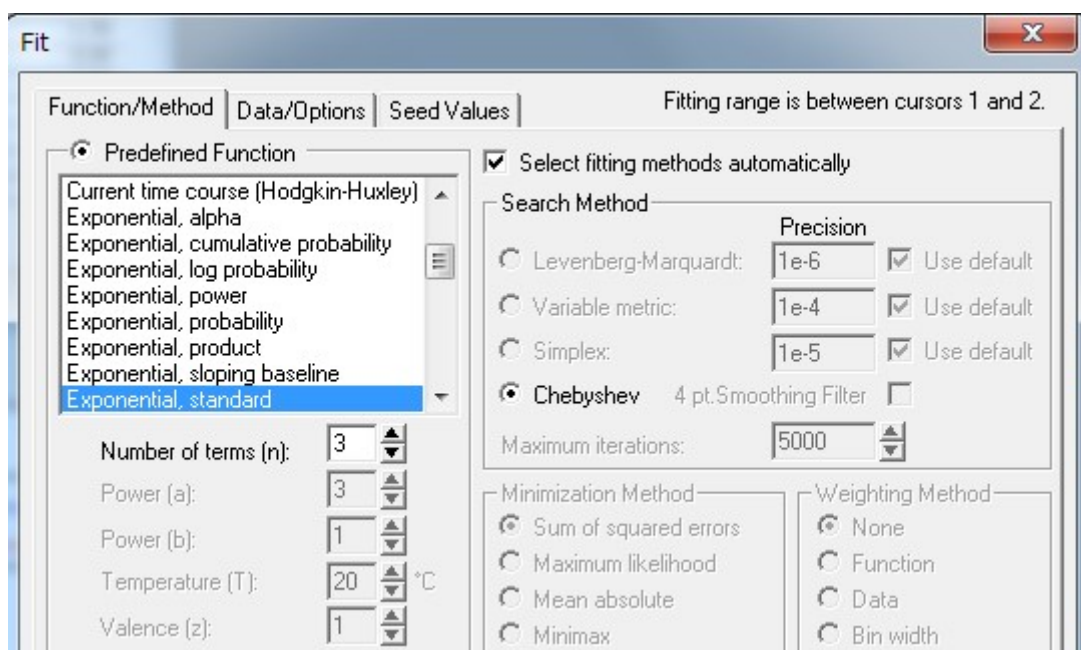 Fit
Function/Method Data/Options Seed Values Fitting range is between cursors 1 and 2.
Predefined Function
Current time course (Hodgkin-Huxley)
Exponential, alpha
Exponential, cumulative probability
Exponential, log probability
Exponential, power
Exponential, probability
Exponential, product
Exponential, sloping baseline
Exponential, standard
Number of terms (n): 3
Power (a): 3
Power (b): 1
Temperature (T): 20 °C
Valence (z): 1
Select fitting methods automatically
Search Method
Precision
Levenberg-Marquardt: 1e-6 Use default
Variable metric: 1e-4 Use default
Simplex: 1e-5 Use default
Chebyshev 4 pt.Smoothing Filter
Maximum iterations: 5000
Minimization Method
Sum of squared errors
Maximum likelihood
Mean absolute
Minimax
Weighting Method
None
Function
Data
Bin width